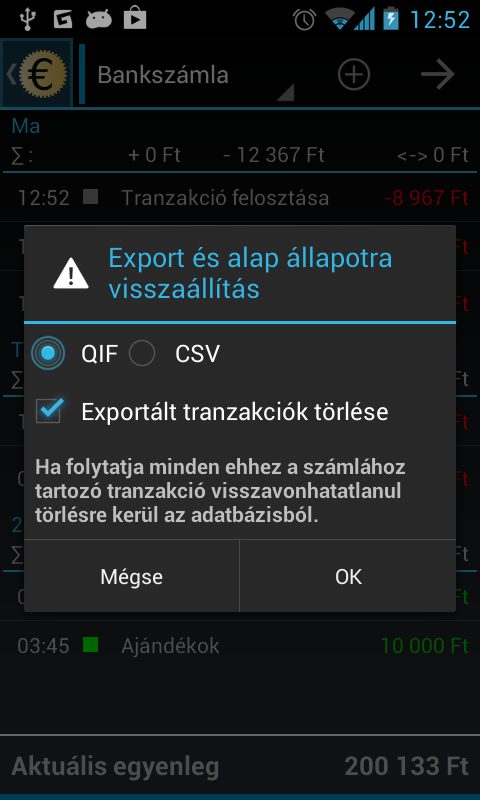 12:52
Bankszámla
Ma
∑ : + 0 Ft - 12 367 Ft <-> 0 Ft
12:52 Tranzakció felosztása -8 967 Ft
Export és alap állapotra
visszaállítás
QIF CSV
Exportált tranzakciók törlése
Ha folytatja minden ehhez a számlához
tartozó tranzakció visszavonhatatlanul
törlésre kerül az adatbázisból.
Mégse OK
03:45 Ajándékok 10 000 Ft
Aktuális egyenleg 200 133 Ft